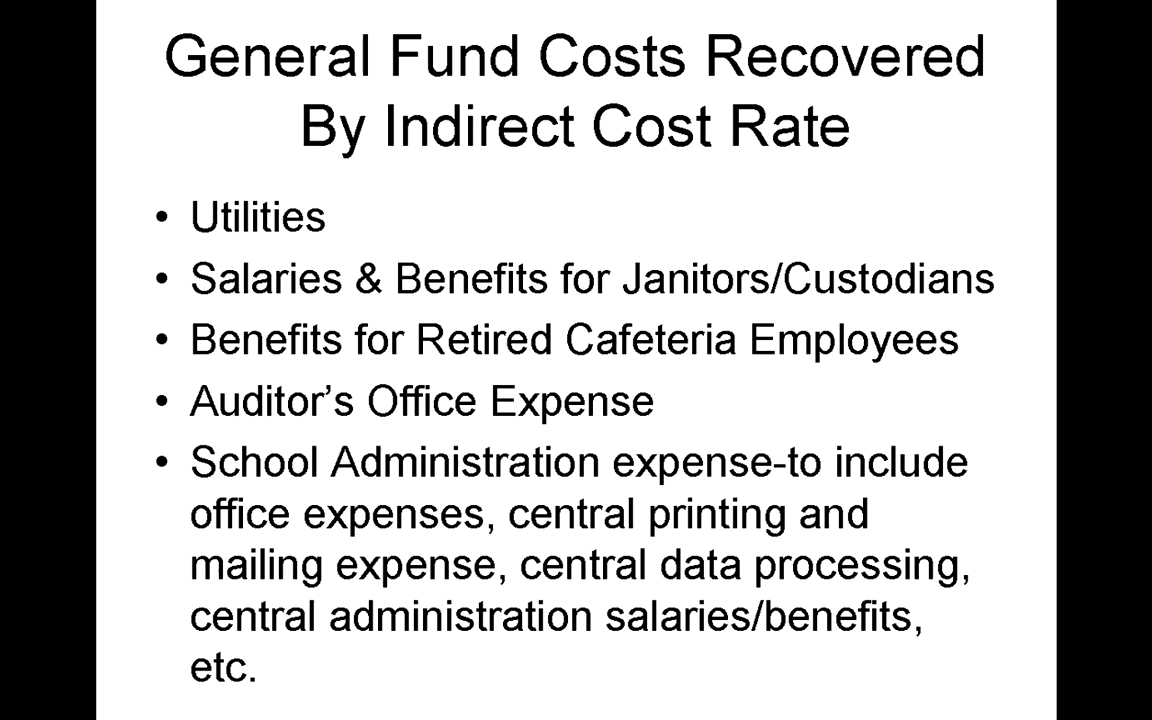 General Fund Costs Recovered
By Indirect Cost Rate
• Utilities
• Salaries & Benefits for Janitors/Custodians
• Benefits for Retired Cafeteria Employees
• Auditor’s Office Expense
• School Administration expense-to include
office expenses, central printing and
mailing expense, central data processing,
central administration salaries/benefits,
etc.